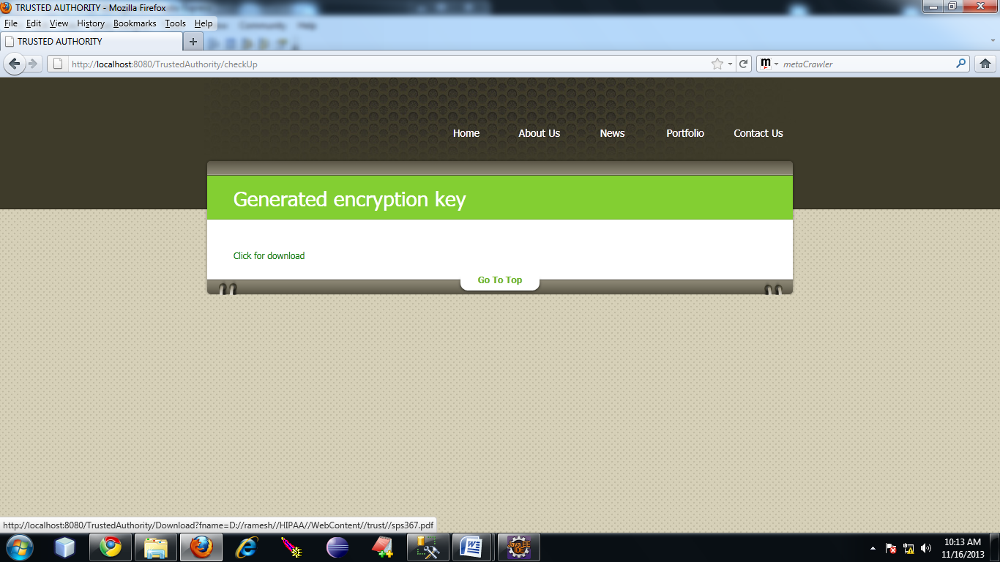 TRUSTED AUTHORITY - Mozilla Firefox
File Edit View History Bookmarks Tools Help
TRUSTED AUTHORITY
http://localhost:8080/TrustedAuthority/checkUp
metaCrawler
Home About Us News Portfolio Contact Us
Generated encryption key
Click for download
Go To Top
http://localhost:8080/TrustedAuthority/Download?fname=D://ramesh//HIPAA//WebContent//trust//sps367.pdf
Java EE
IDE
10:13 AM
11/16/2013